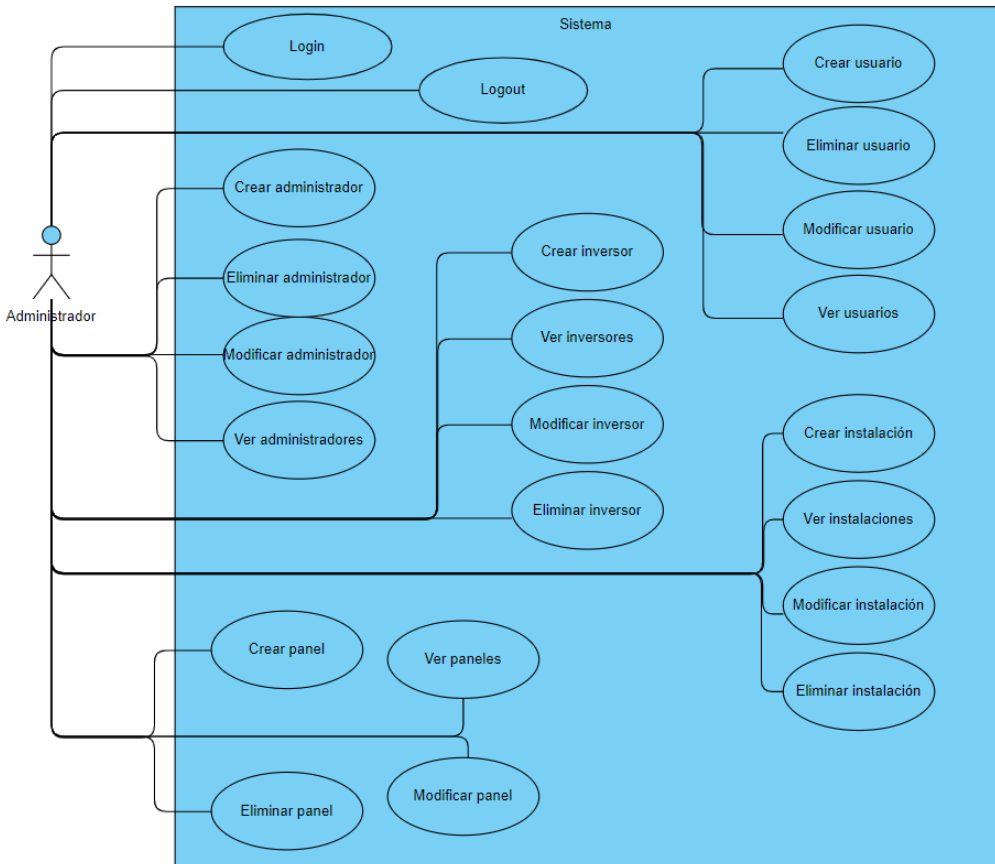 Sistema
Login
Logout
Crear usuario
Eliminar usuario
Modificar usuario
Ver usuarios
Crear administrador
Eliminar administrador
Modificar administrador
Ver administradores
Administrador
Crear inversor
Ver inversores
Modificar inversor
Eliminar inversor
Crear instalación
Ver instalaciones
Modificar instalación
Eliminar instalación
Crear panel
Ver paneles
Eliminar panel
Modificar panel